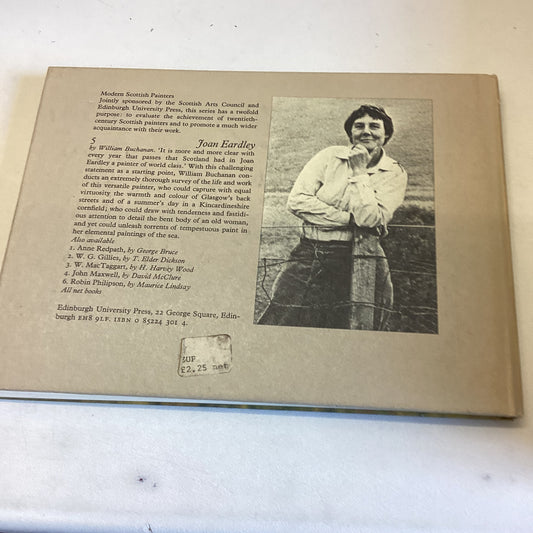 Modern Scottish Painters
Jointly sponsored by the Scottish Arts Council and
Edinburgh University Press, this series has a twofold
purpose: to evaluate the achievement of twentieth-
century Scottish painters and to promote a much wider
acquaintance with their work.
5 Joan Eardley
by William Buchanan. 'It is more and more clear with
every year that passes that Scotland had in Joan
Eardley a painter of world class.' With this challenging
statement as a starting point, William Buchanan con-
ducts an extremely thorough survey of the life and work
of this versatile painter, who could capture with equal
virtuosity the warmth and colour of Glasgow's back
streets and of a summer's day in a Kincardineshire
cornfield; who could draw with tenderness and fastidi-
ous attention to detail the bent body of an old woman,
and yet could unleash torrents of tempestuous paint in
her elemental paintings of the sea.
Also available
1. Anne Redpath, by George Bruce
2. W. G. Gillies, by T. Elder Dickson
3. W. MacTaggart, by H. Harvey Wood
4. John Maxwell, by David McClure
6. Robin Philipson, by Maurice Lindsay
All net books
Edinburgh University Press, 22 George Square, Edin-
burgh EH8 9LF. ISBN 0 85224 301 4.
EUP
£2.25 net